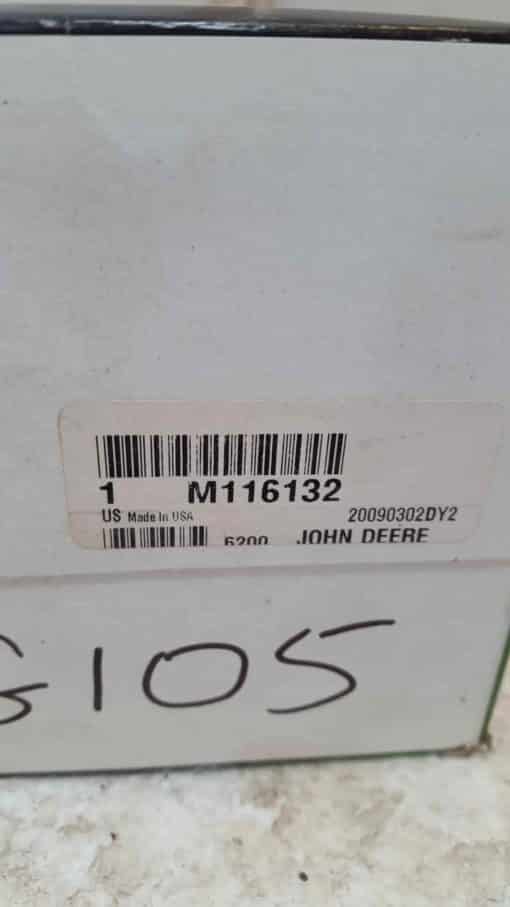 1 M116132
US Made In USA 20090302DY2
6200 JOHN DEERE
G105